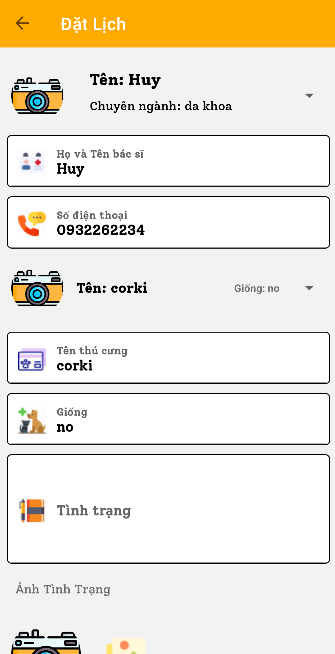 Đặt Lịch
Tên: Huy
Chuyên ngành: da khoa
Họ và Tên bác sĩ
Huy
Số điện thoại
0932262234
Tên: corki
Giống: no
Tên thú cưng
corki
Giống
no
Tình trạng
Ảnh Tình Trạng